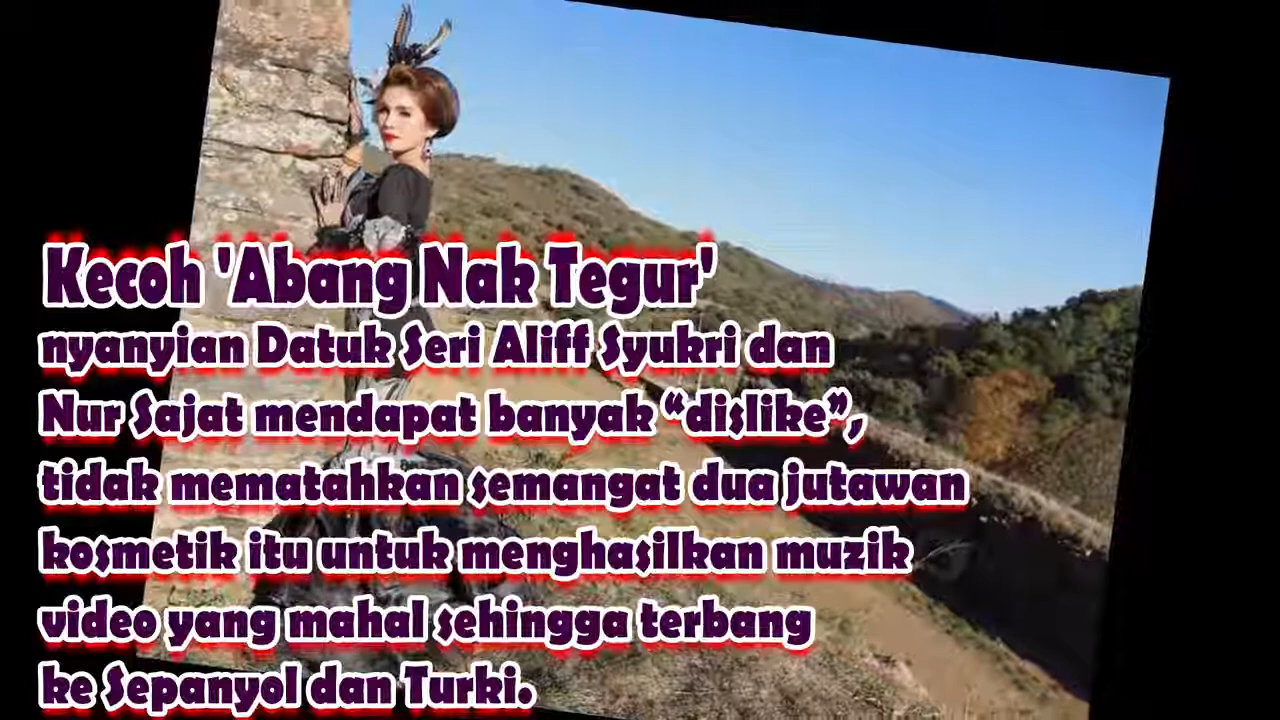 Kecoh 'Abang Nak Tegur'
nyanyian Datuk Seri Aliff Syukri dan
Nur Sajat mendapat banyak “dislike”,
tidak mematahkan semangat dua jutawan
kosmetik itu untuk menghasilkan muzik
video yang mahal sehingga terbang
ke Sepanyol dan Turki.